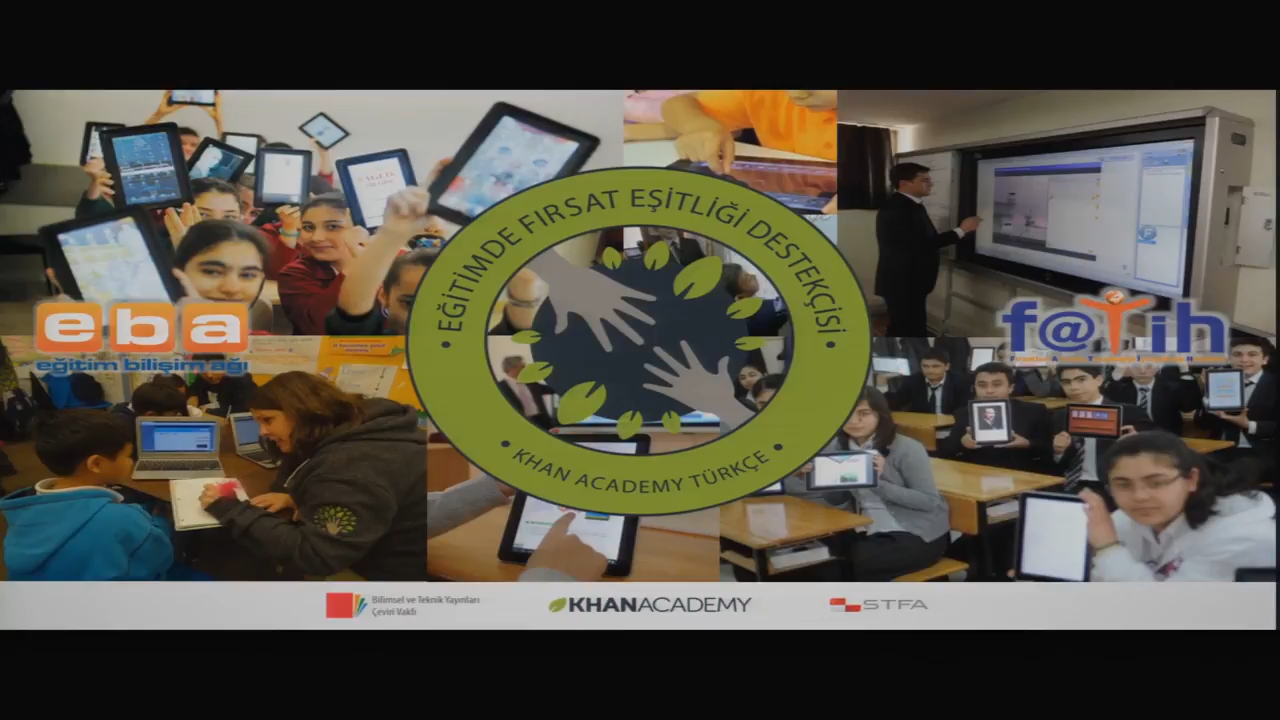 • EĞİTİMDE FIRSAT EŞİTLİĞİ DESTEKÇİSİ •
eba
eğitim bilişim ağı
f@Tih
• KHAN ACADEMY TÜRKÇE •
Bilimsel ve Teknik Yayınları
Çeviri Vakfı
KHANACADEMY
STFA